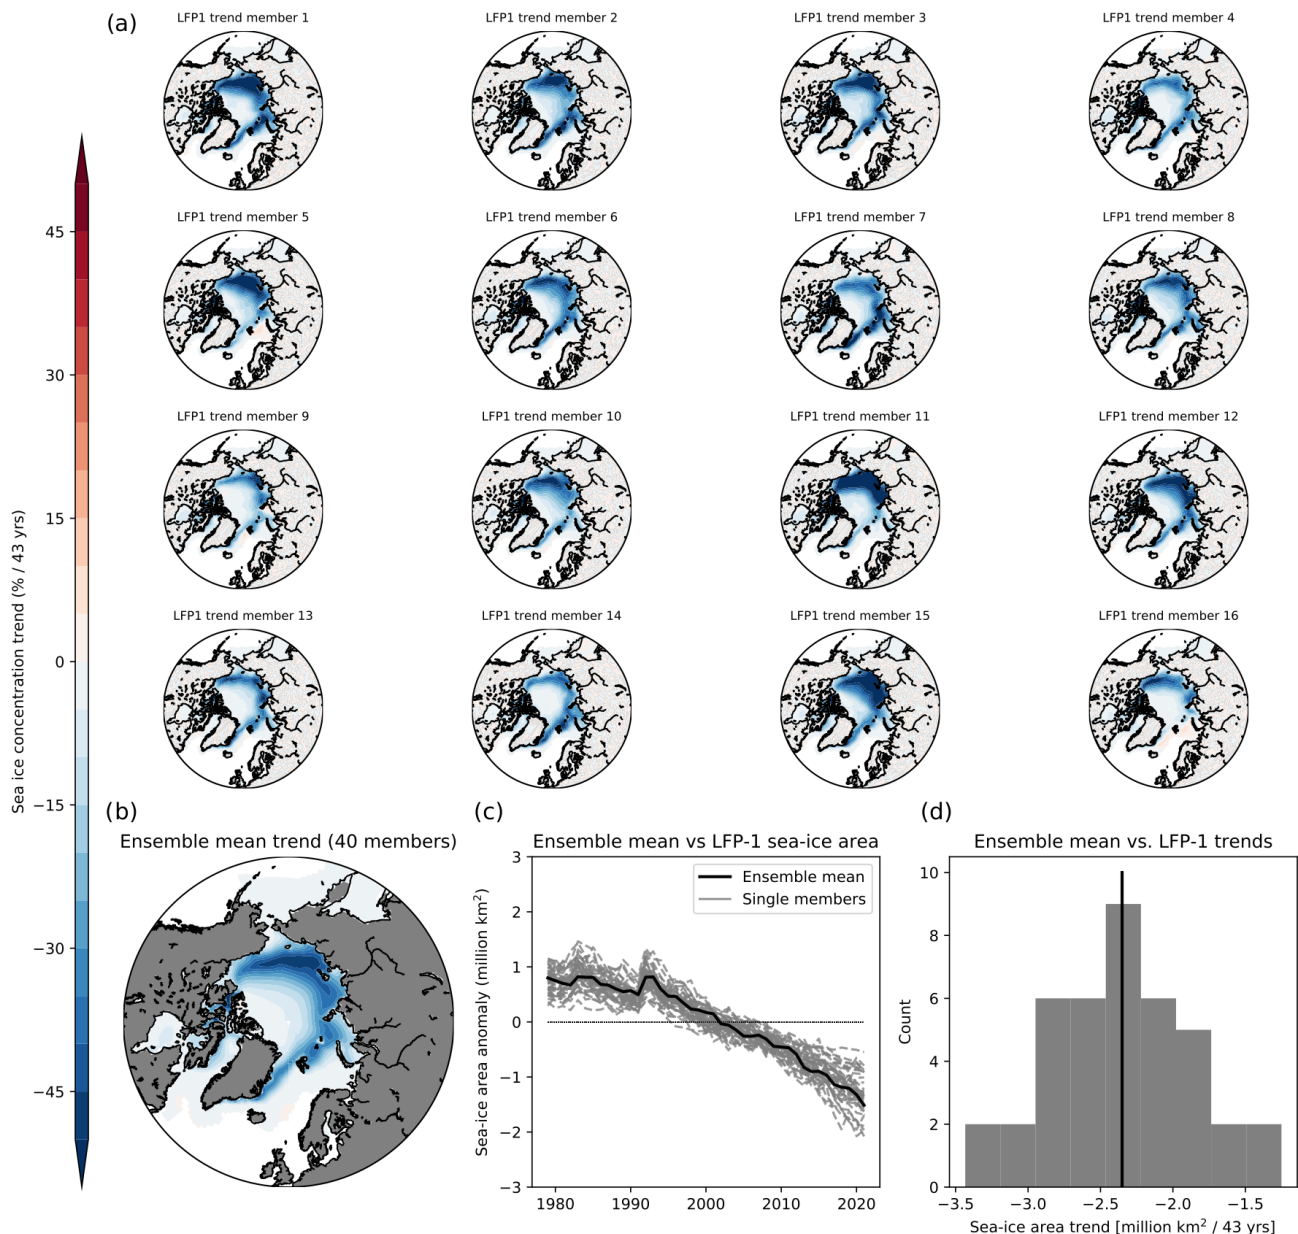 (a)
LFP1 trend member 1
LFP1 trend member 2
LFP1 trend member 3
LFP1 trend member 4
LFP1 trend member 5
LFP1 trend member 6
LFP1 trend member 7
LFP1 trend member 8
LFP1 trend member 9
LFP1 trend member 10
LFP1 trend member 11
LFP1 trend member 12
LFP1 trend member 13
LFP1 trend member 14
LFP1 trend member 15
LFP1 trend member 16
Sea ice concentration trend (% / 43 yrs)
45
30
15
0
−15
−30
−45
(b)
Ensemble mean trend (40 members)
(c)
Ensemble mean vs LFP-1 sea-ice area
Ensemble mean
Single members
Sea-ice area anomaly (million km²)
3
2
1
0
−1
−2
−3
1980
1990
2000
2010
2020
(d)
Ensemble mean vs. LFP-1 trends
Count
10
8
6
4
2
0
−3.5
−3.0
−2.5
−2.0
−1.5
Sea-ice area trend [million km² / 43 yrs]